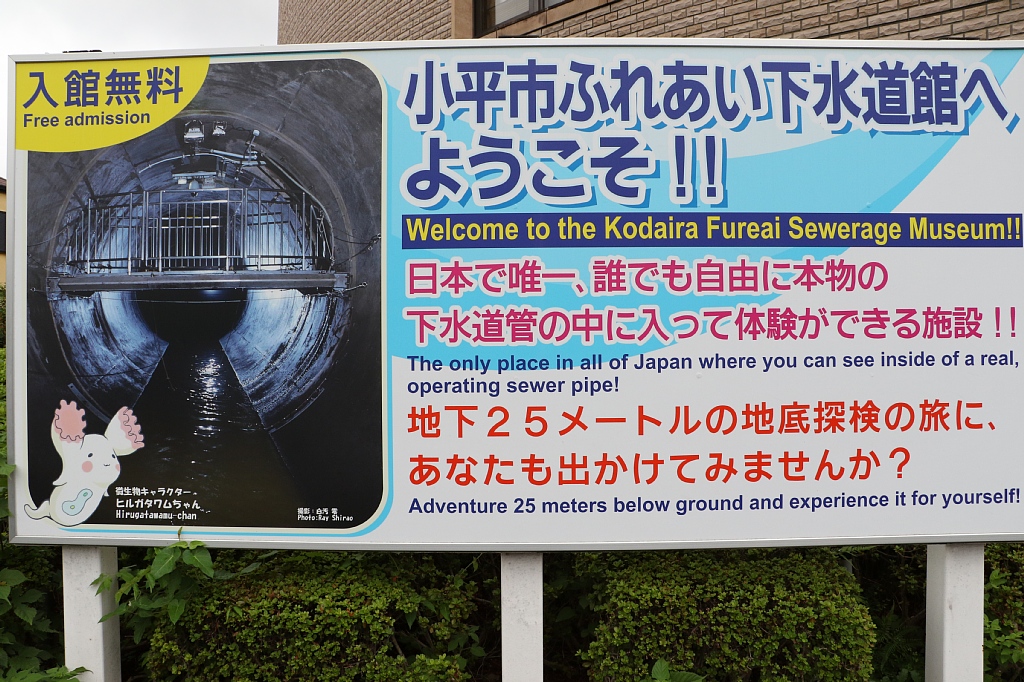 入館無料
Free admission
小平市ふれあい下水道館へ
ようこそ!!
Welcome to the Kodaira Fureai Sewerage Museum!!
日本で唯一、誰でも自由に本物の
下水道管の中に入って体験ができる施設!!
The only place in all of Japan where you can see inside of a real,
operating sewer pipe!
地下25メートルの地底探検の旅に、
あなたも出かけてみませんか?
Adventure 25 meters below ground and experience it for yourself!
微生物キャラクター・
ヒルガタワムちゃん
Hirugatawamu-chan
撮影:白汚 零
Photo:Ray Shirao